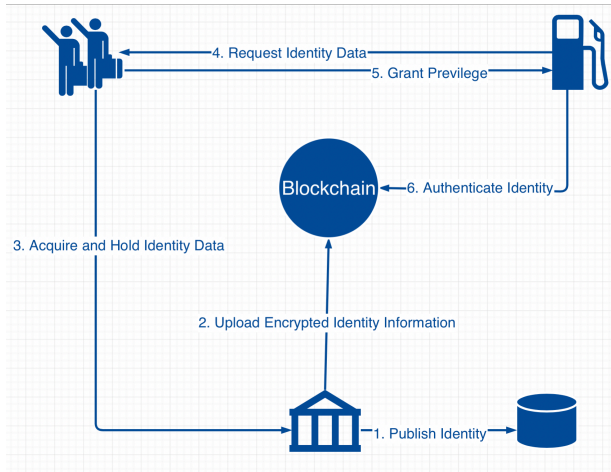 4. Request Identity Data
5. Grant Previlege
Blockchain
6. Authenticate Identity
3. Acquire and Hold Identity Data
2. Upload Encrypted Identity Information
1. Publish Identity